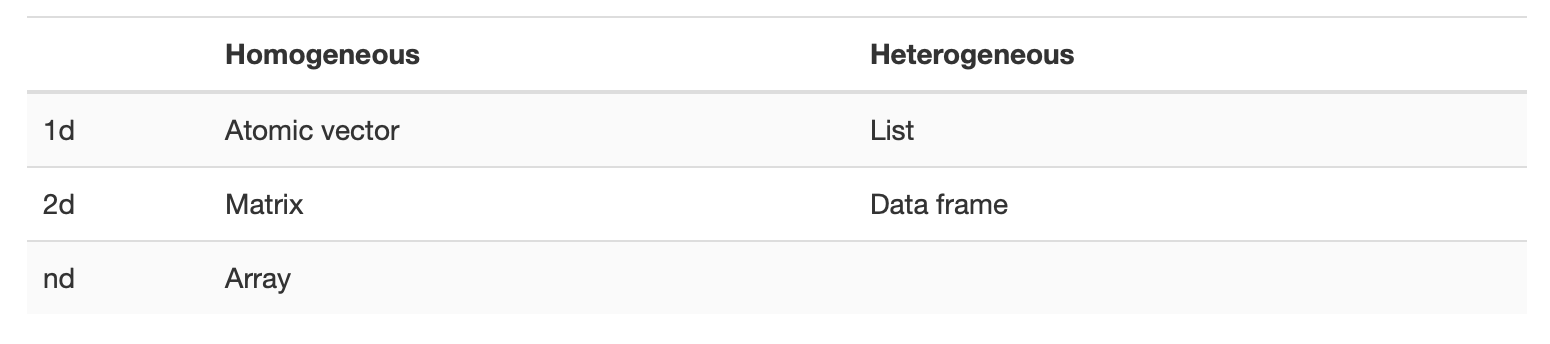 Homogeneous Heterogeneous
1d Atomic vector List
2d Matrix Data frame
nd Array